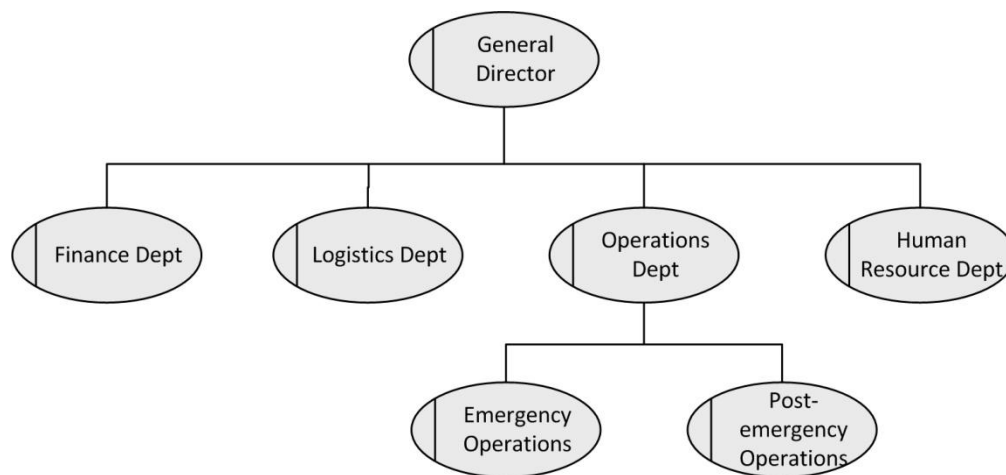 General
Director
Finance Dept
Logistics Dept
Operations
Dept
Human
Resource Dept
Emergency
Operations
Post-
emergency
Operations